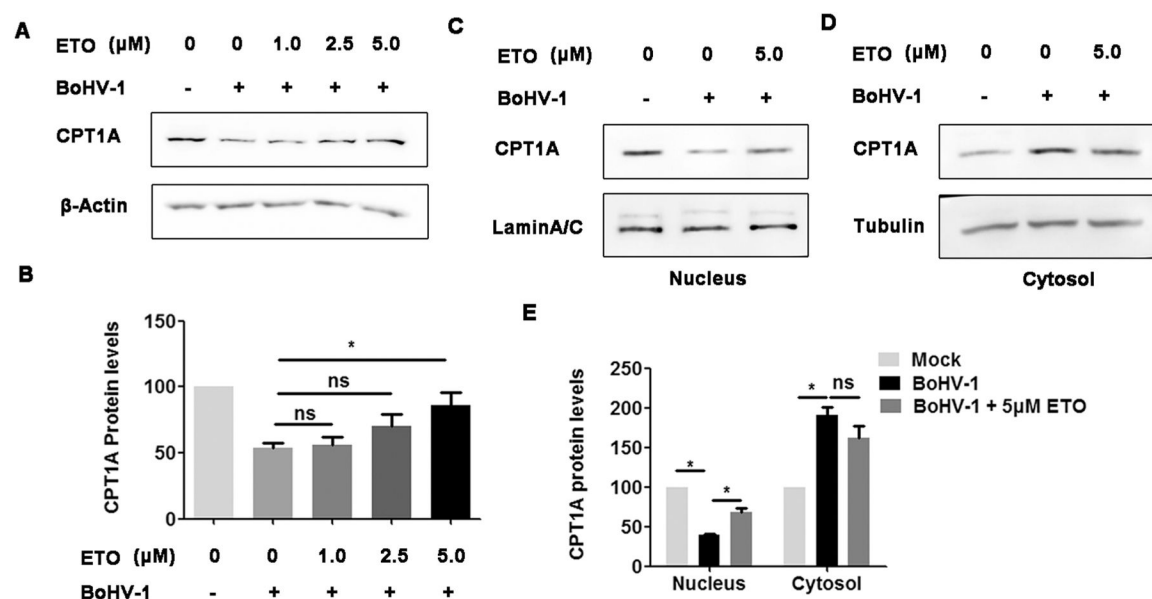 A
ETO (μM) 0 0 1.0 2.5 5.0
BoHV-1 - + + + +
CPT1A
β-Actin
B
CPT1A Protein levels
150
100
50
0
*
ns
ns
ETO (μM) 0 0 1.0 2.5 5.0
BoHV-1 - + + + +
C
ETO (μM) 0 0 5.0
BoHV-1 - + +
CPT1A
LaminA/C
Nucleus
D
ETO (μM) 0 0 5.0
BoHV-1 - + +
CPT1A
Tubulin
Cytosol
E
CPT1A protein levels
250
200
150
100
50
0
* * * ns
Nucleus Cytosol
Mock
BoHV-1
BoHV-1 + 5μM ETO